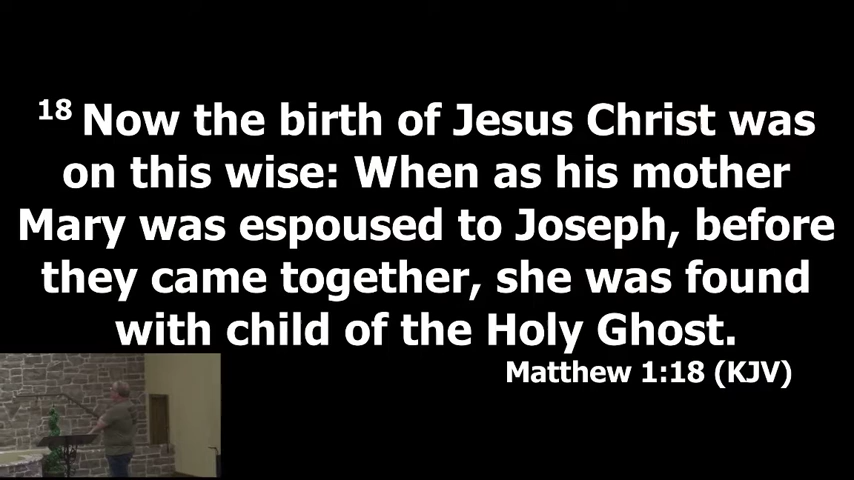 18 Now the birth of Jesus Christ was
on this wise: When as his mother
Mary was espoused to Joseph, before
they came together, she was found
with child of the Holy Ghost.
Matthew 1:18 (KJV)